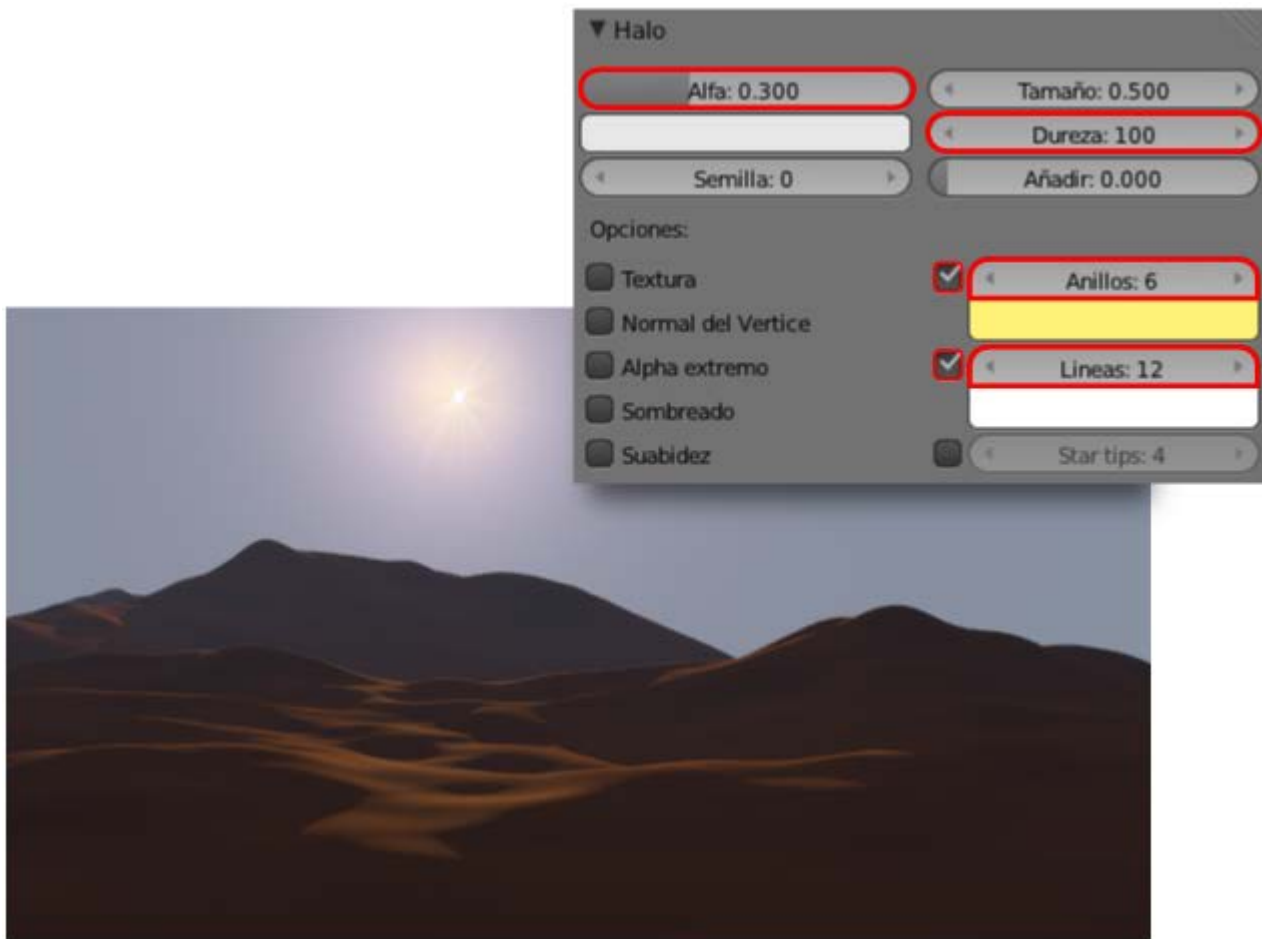 Halo
Alfa: 0.300
Tamaño: 0.500
Dureza: 100
Semilla: 0
Añadir: 0.000
Opciones:
Textura
Anillos: 6
Normal del Vertice
Alpha extremo
Lineas: 12
Sombreado
Suabidez
Star tips: 4